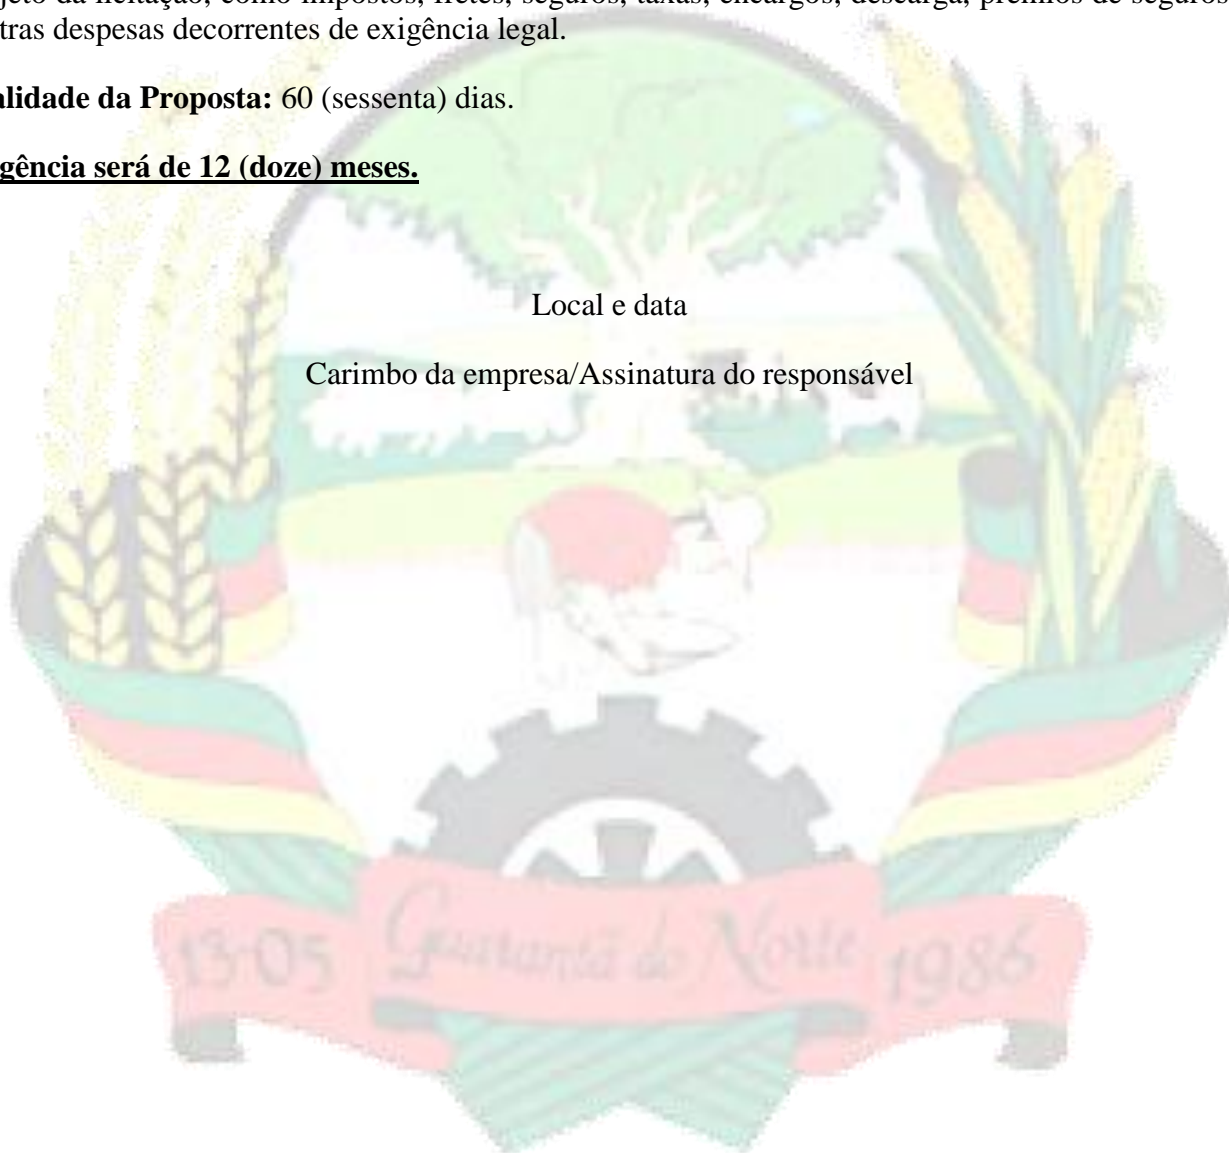 jeto da licitação, como impostos, fretes, seguros, taxas, encargos, descarga, prêmios de seguros
tras despesas decorrentes de exigência legal.
alidade da Proposta: 60 (sessenta) dias.
gência será de 12 (doze) meses.
Local e data
Carimbo da empresa/Assinatura do responsável
13-05 Guarantã do Norte 1986